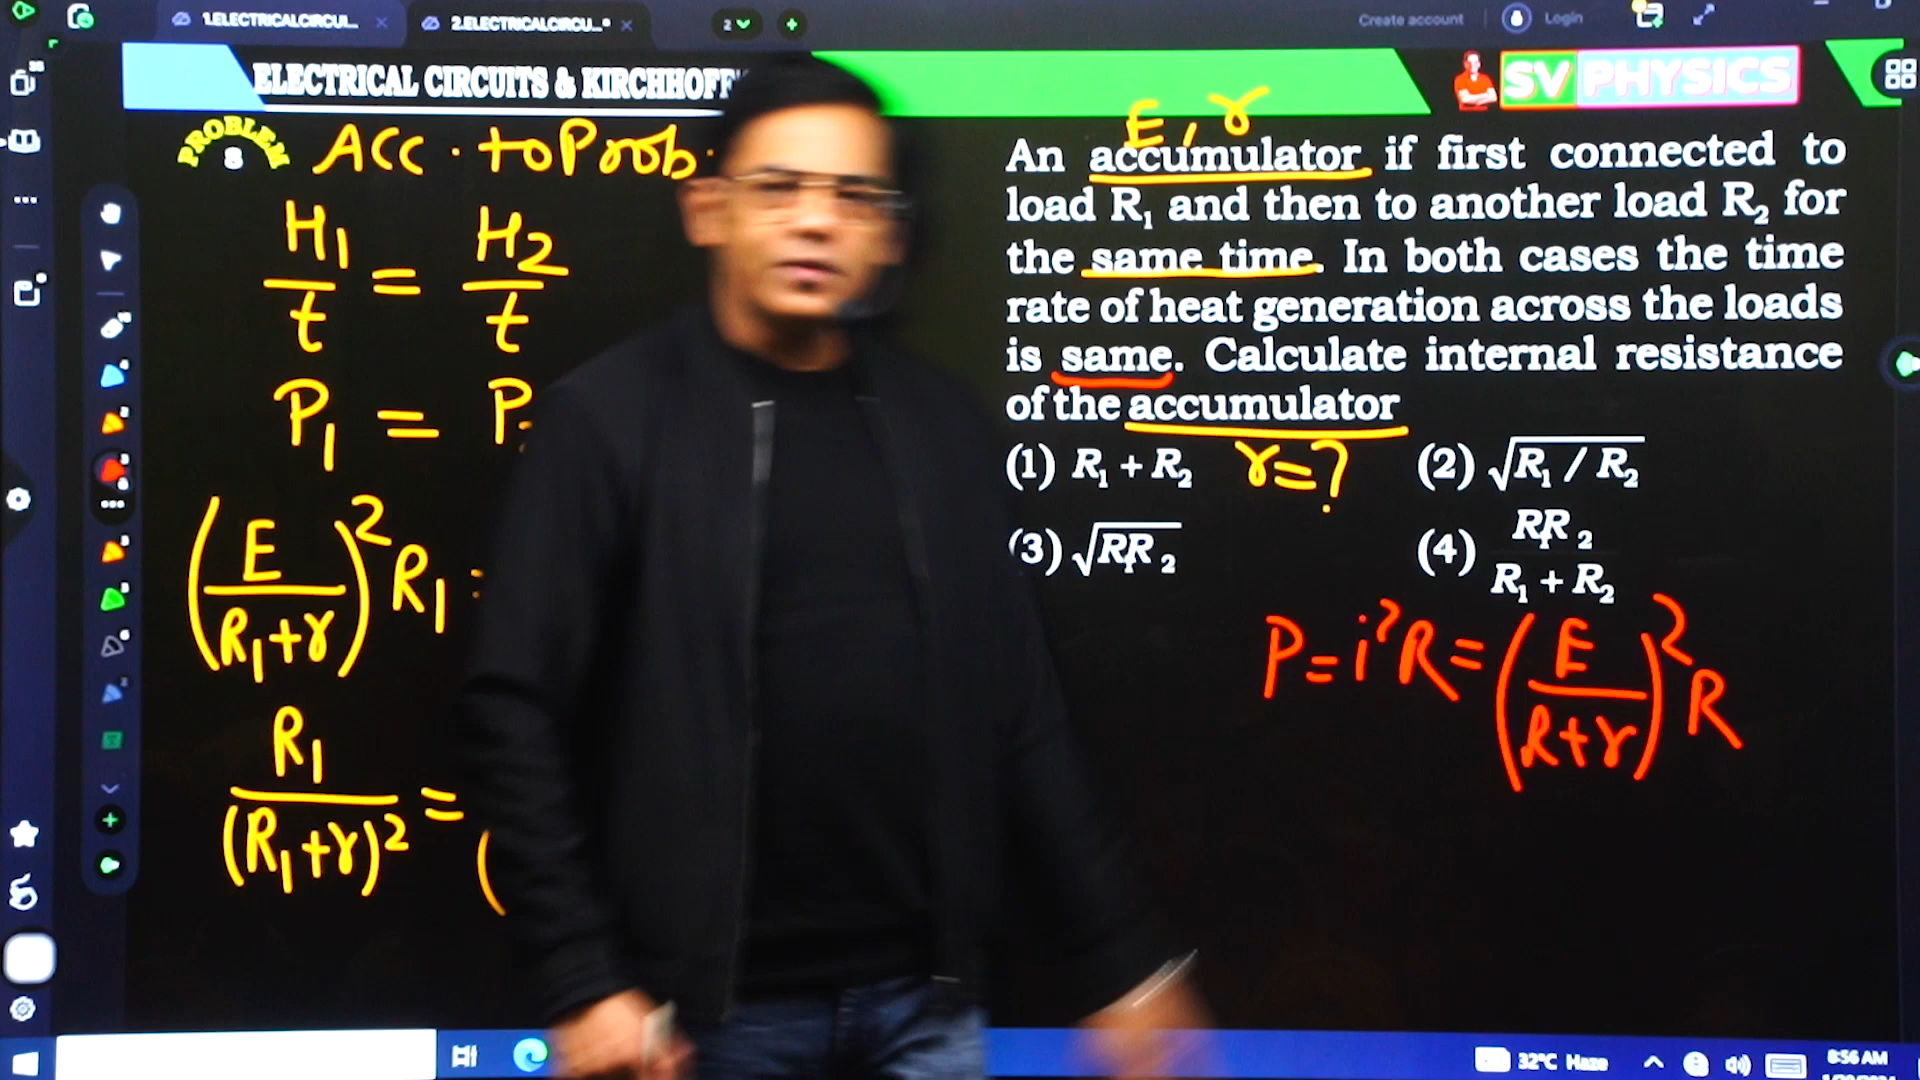 1.ELECTRICALCIRCUI...
2.ELECTRICALCIRCU...*
2
Create account
Login
ELECTRICAL CIRCUITS & KIRCHHOFF'
SV PHYSICS
PROBLEM
8
Acc. to Prob.
H1/t = H2/t
P1 = P
(E/(R1+r))²R1 =
R1/(R1+r)² =
(
E, r
An accumulator if first connected to
load R1 and then to another load R2 for
the same time. In both cases the time
rate of heat generation across the loads
is same. Calculate internal resistance
of the accumulator
(1) R1 + R2
r=?
(2) √R1 / R2
(3) √R1R2
(4) R1R2/R1 + R2
P = i²R = (E/(R+r))²R
32°C Haze
8:56 AM